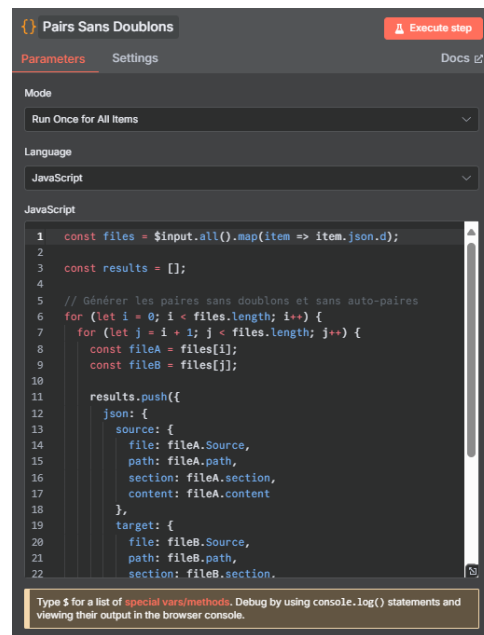 {} Pairs Sans Doublons
Execute step
Parameters Settings Docs
Mode
Run Once for All Items
Language
JavaScript
JavaScript
1 const files = $input.all().map(item => item.json.d);
2
3 const results = [];
4
5 // Générer les paires sans doublons et sans auto-paires
6 for (let i = 0; i < files.length; i++) {
7 for (let j = i + 1; j < files.length; j++) {
8 const fileA = files[i];
9 const fileB = files[j];
10
11 results.push({
12 json: {
13 source: {
14 file: fileA.Source,
15 path: fileA.path,
16 section: fileA.section,
17 content: fileA.content
18 },
19 target: {
20 file: fileB.Source,
21 path: fileB.path,
22 section: fileB.section,
Type $ for a list of special vars/methods. Debug by using console.log() statements and
viewing their output in the browser console.